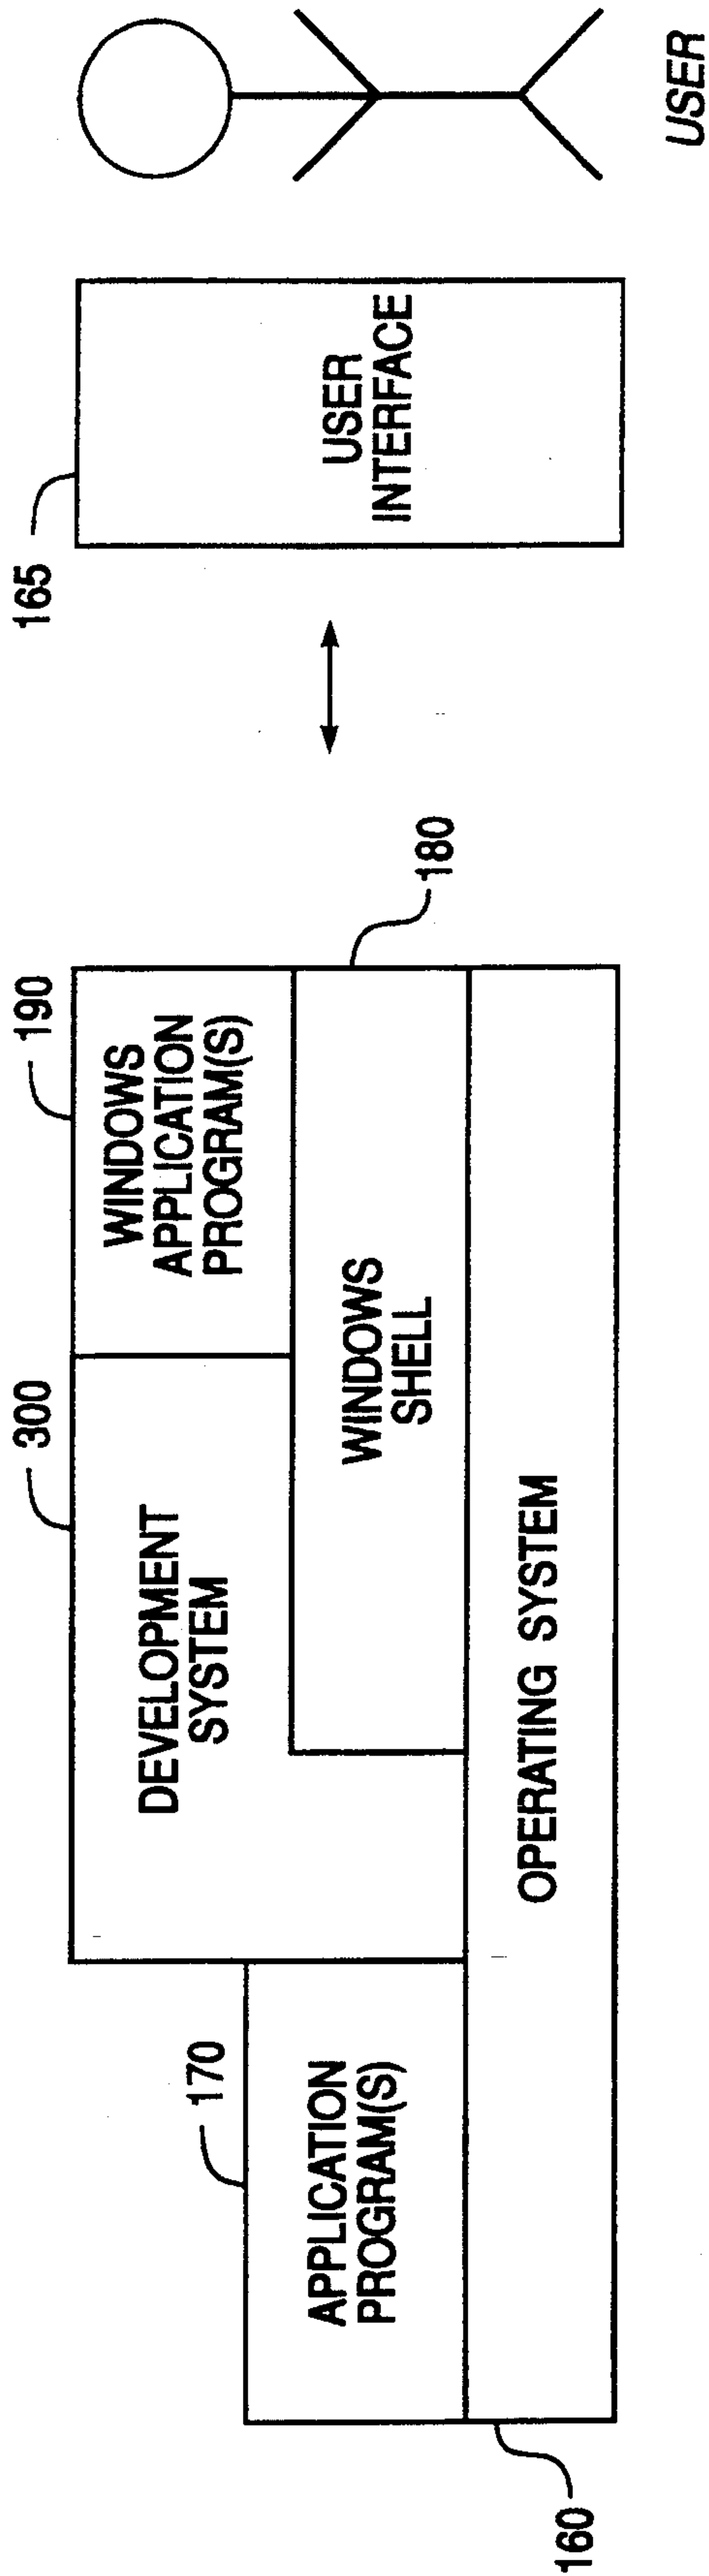 170
APPLICATION
PROGRAM(S)
300
DEVELOPMENT
SYSTEM
190
WINDOWS
APPLICATION
PROGRAM(S)
WINDOWS
SHELL
180
OPERATING SYSTEM
160
165
USER
INTERFACE
USER